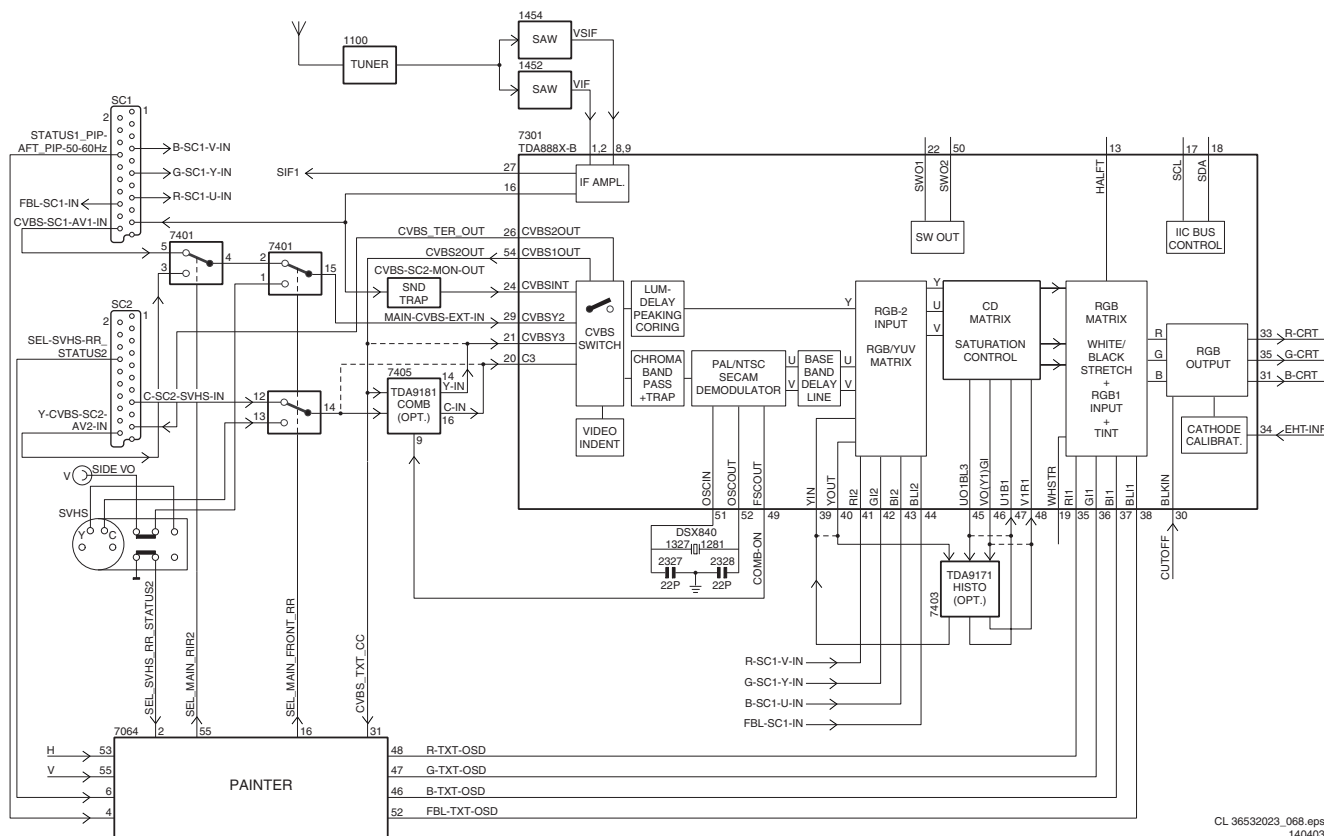 1454
SAW
VSIF
1100
TUNER
1452
SAW
VIF
SC1
2
1
STATUS1_PIP-
AFT_PIP-50-60Hz
B-SC1-V-IN
G-SC1-Y-IN
R-SC1-U-IN
FBL-SC1-IN
CVBS-SC1-AV1-IN
SIF1
7301
TDA888X-B
1,2
8,9
22
50
13
17
18
27
16
IF AMPL.
SWO1
SWO2
HALFT
SCL
SDA
SW OUT
IIC BUS
CONTROL
7401
5
3
4
7401
2
1
15
CVBS_TER_OUT
26
CVBS2OUT
CVBS2OUT
54
CVBS1OUT
CVBS-SC2-MON-OUT
SND
TRAP
24
CVBSINT
MAIN-CVBS-EXT-IN
29
CVBSY2
21
CVBSY3
20
C3
CVBS
SWITCH
LUM-
DELAY
PEAKING
CORING
CHROMA
BAND
PASS
+TRAP
VIDEO
INDENT
PAL/NTSC
SECAM
DEMODULATOR
U
V
BASE
BAND
DELAY
LINE
U
V
Y
RGB-2
INPUT
RGB/YUV
MATRIX
Y
U
V
CD
MATRIX
SATURATION
CONTROL
RGB
MATRIX
WHITE/
BLACK
STRETCH
+
RGB1
INPUT
+
TINT
R
G
B
RGB
OUTPUT
33
R-CRT
35
G-CRT
31
B-CRT
CATHODE
CALIBRAT.
34
EHT-INF
SC2
2
1
SEL-SVHS-RR_
STATUS2
C-SC2-SVHS-IN
Y-CVBS-SC2-
AV2-IN
12
13
14
7405
TDA9181
COMB
(OPT.)
14
Y-IN
C-IN
16
9
V
SIDE VO
SVHS
Y
C
OSCIN
OSCOUT
FSCOUT
51
52
49
DSX840
1327
1281
2327
22P
2328
22P
COMB-ON
YIN
YOUT
RI2
GI2
BI2
BLI2
39
40
41
42
43
44
UO1BL3
VO(Y1)GI
U1B1
V1R1
45
46
47
48
WHSTR
RI1
GI1
BI1
BLI1
BLKIN
19
35
36
37
38
30
CUTOFF
7403
TDA9171
HISTO
(OPT.)
R-SC1-V-IN
G-SC1-Y-IN
B-SC1-U-IN
FBL-SC1-IN
SEL_SVHS_RR_STATUS2
SEL_MAIN_RIR2
SEL_MAIN_FRONT_RR
CVBS_TXT_CC
7064
2
55
16
31
H
53
V
55
6
4
PAINTER
48
R-TXT-OSD
47
G-TXT-OSD
46
B-TXT-OSD
52
FBL-TXT-OSD
CL 36532023_068.eps
140403